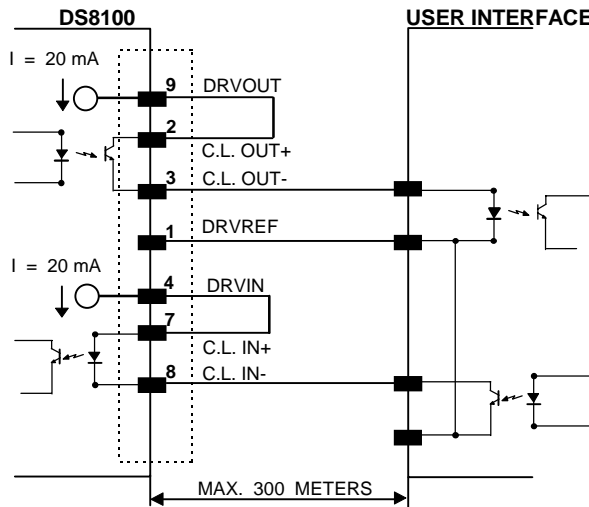 DS8100
USER INTERFACE
I = 20 mA
9 DRVOUT
2
C.L. OUT+
3 C.L. OUT-
1 DRVREF
I = 20 mA
4 DRVIN
7
C.L. IN+
8 C.L. IN-
MAX. 300 METERS